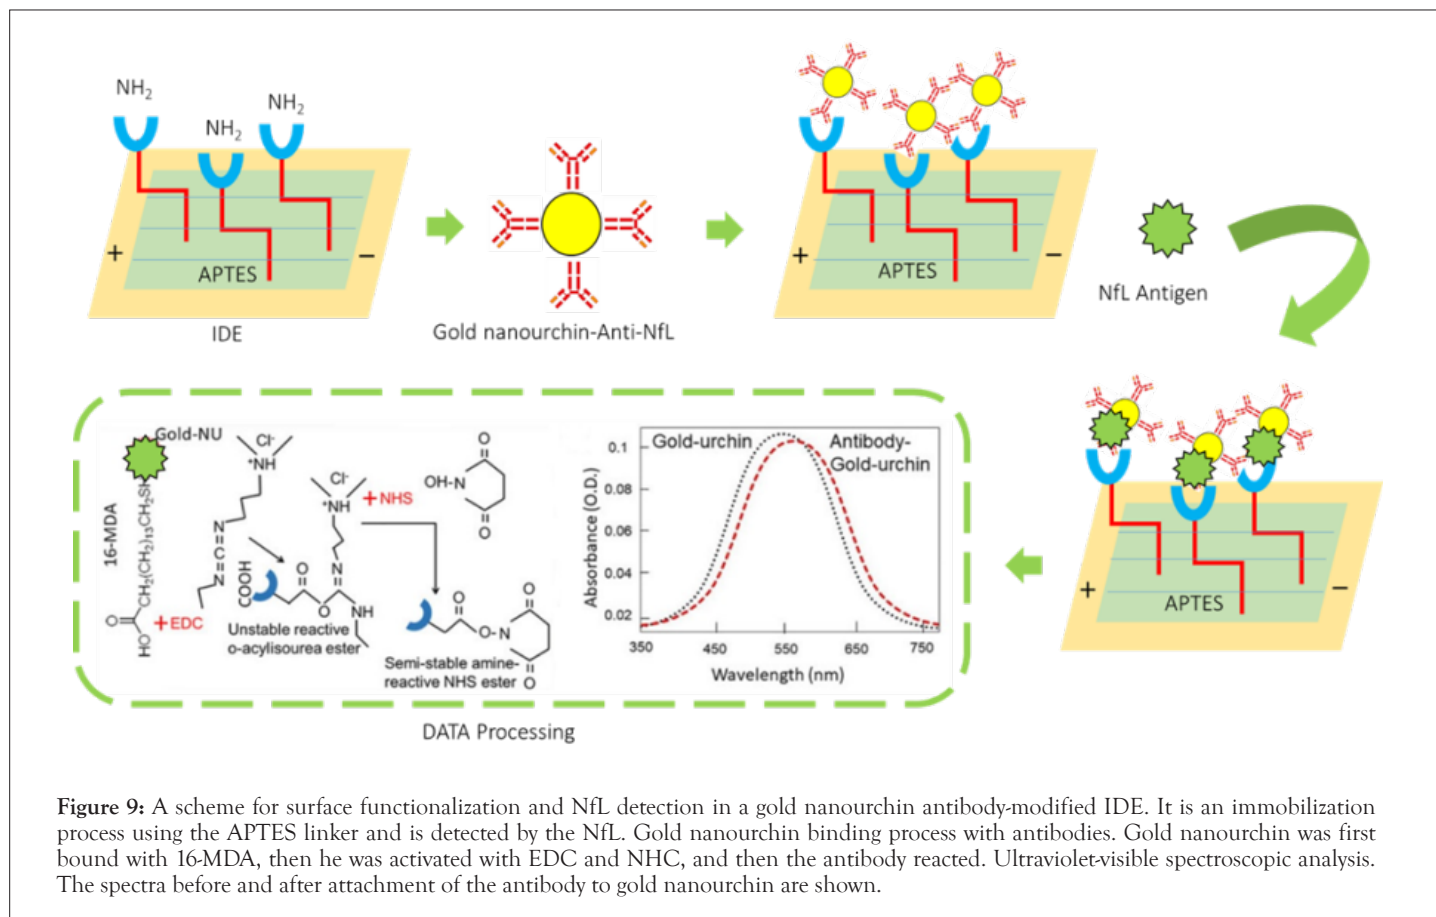 NH2
NH2
NH2
+
−
APTES
IDE
Gold nanourchin-Anti-NfL
+
−
APTES
NfL Antigen
+
−
APTES
Gold-NU
16-MDA
CH2(CH2)13CH2SH
O
HO
+EDC
Cl-
+NH
N
C
N
COOH
O
O
N
NH
Unstable reactive
o-acylisourea ester
Cl-
+NH
+NHS
O
OH-N
O
O
O
N
O
O
Semi-stable amine-
reactive NHS ester
Gold-urchin
Antibody-
Gold-urchin
Absorbance (O.D.)
0.1
0.08
0.06
0.04
0.02
350
450
550
650
750
Wavelength (nm)
DATA Processing
Figure 9: A scheme for surface functionalization and NfL detection in a gold nanourchin antibody-modified IDE. It is an immobilization
process using the APTES linker and is detected by the NfL. Gold nanourchin binding process with antibodies. Gold nanourchin was first
bound with 16-MDA, then he was activated with EDC and NHC, and then the antibody reacted. Ultraviolet-visible spectroscopic analysis.
The spectra before and after attachment of the antibody to gold nanourchin are shown.